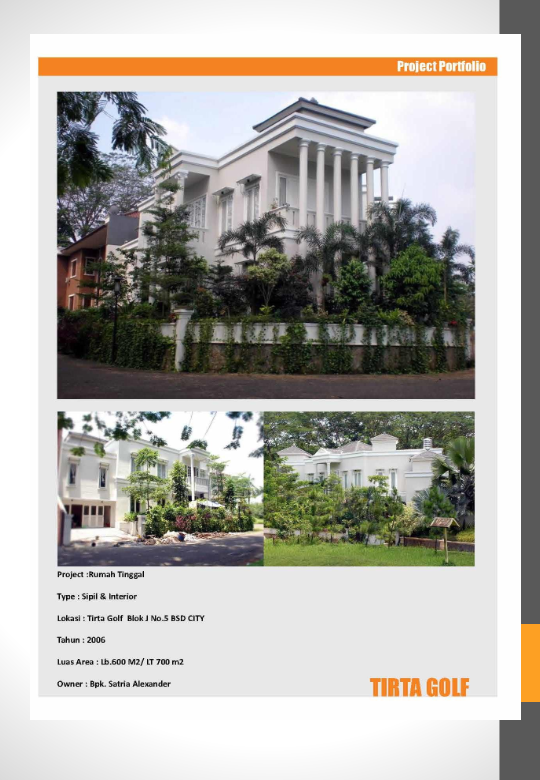 Project Portfolio
Project :Rumah Tinggal
Type : Sipil & Interior
Lokasi : Tirta Golf  Blok J No.5 BSD CITY
Tahun : 2006
Luas Area : Lb.600 M2/ LT 700 m2
Owner : Bpk. Satria Alexander
TIRTA GOLF